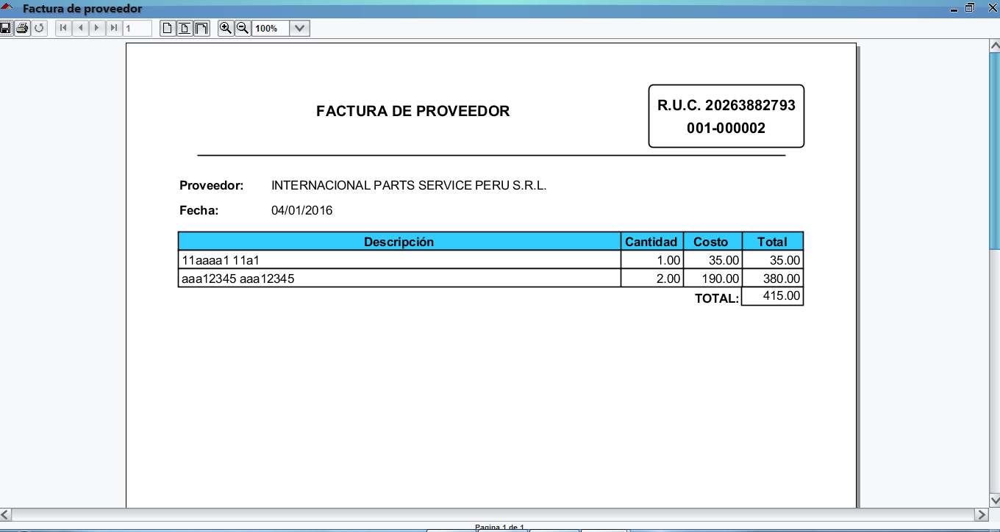 Factura de proveedor
1
100%
FACTURA DE PROVEEDOR
R.U.C. 20263882793
001-000002
Proveedor: INTERNACIONAL PARTS SERVICE PERU S.R.L.
Fecha: 04/01/2016
Descripción Cantidad Costo Total
11aaaa1 11a1 1.00 35.00 35.00
aaa12345 aaa12345 2.00 190.00 380.00
TOTAL: 415.00
Pagina 1 de 1